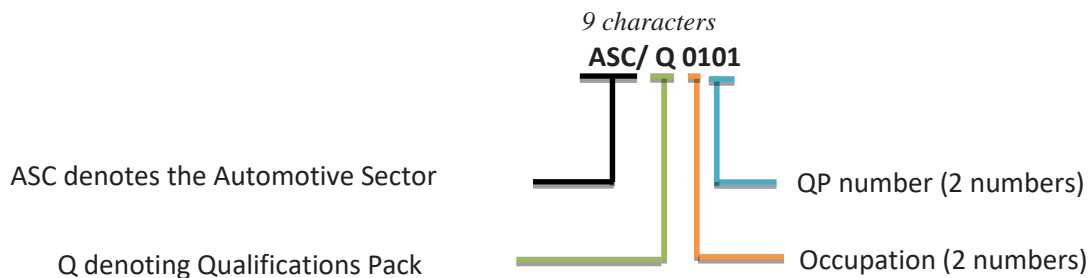 9 characters
ASC/ Q 0101
ASC denotes the Automotive Sector
QP number (2 numbers)
Q denoting Qualifications Pack
Occupation (2 numbers)